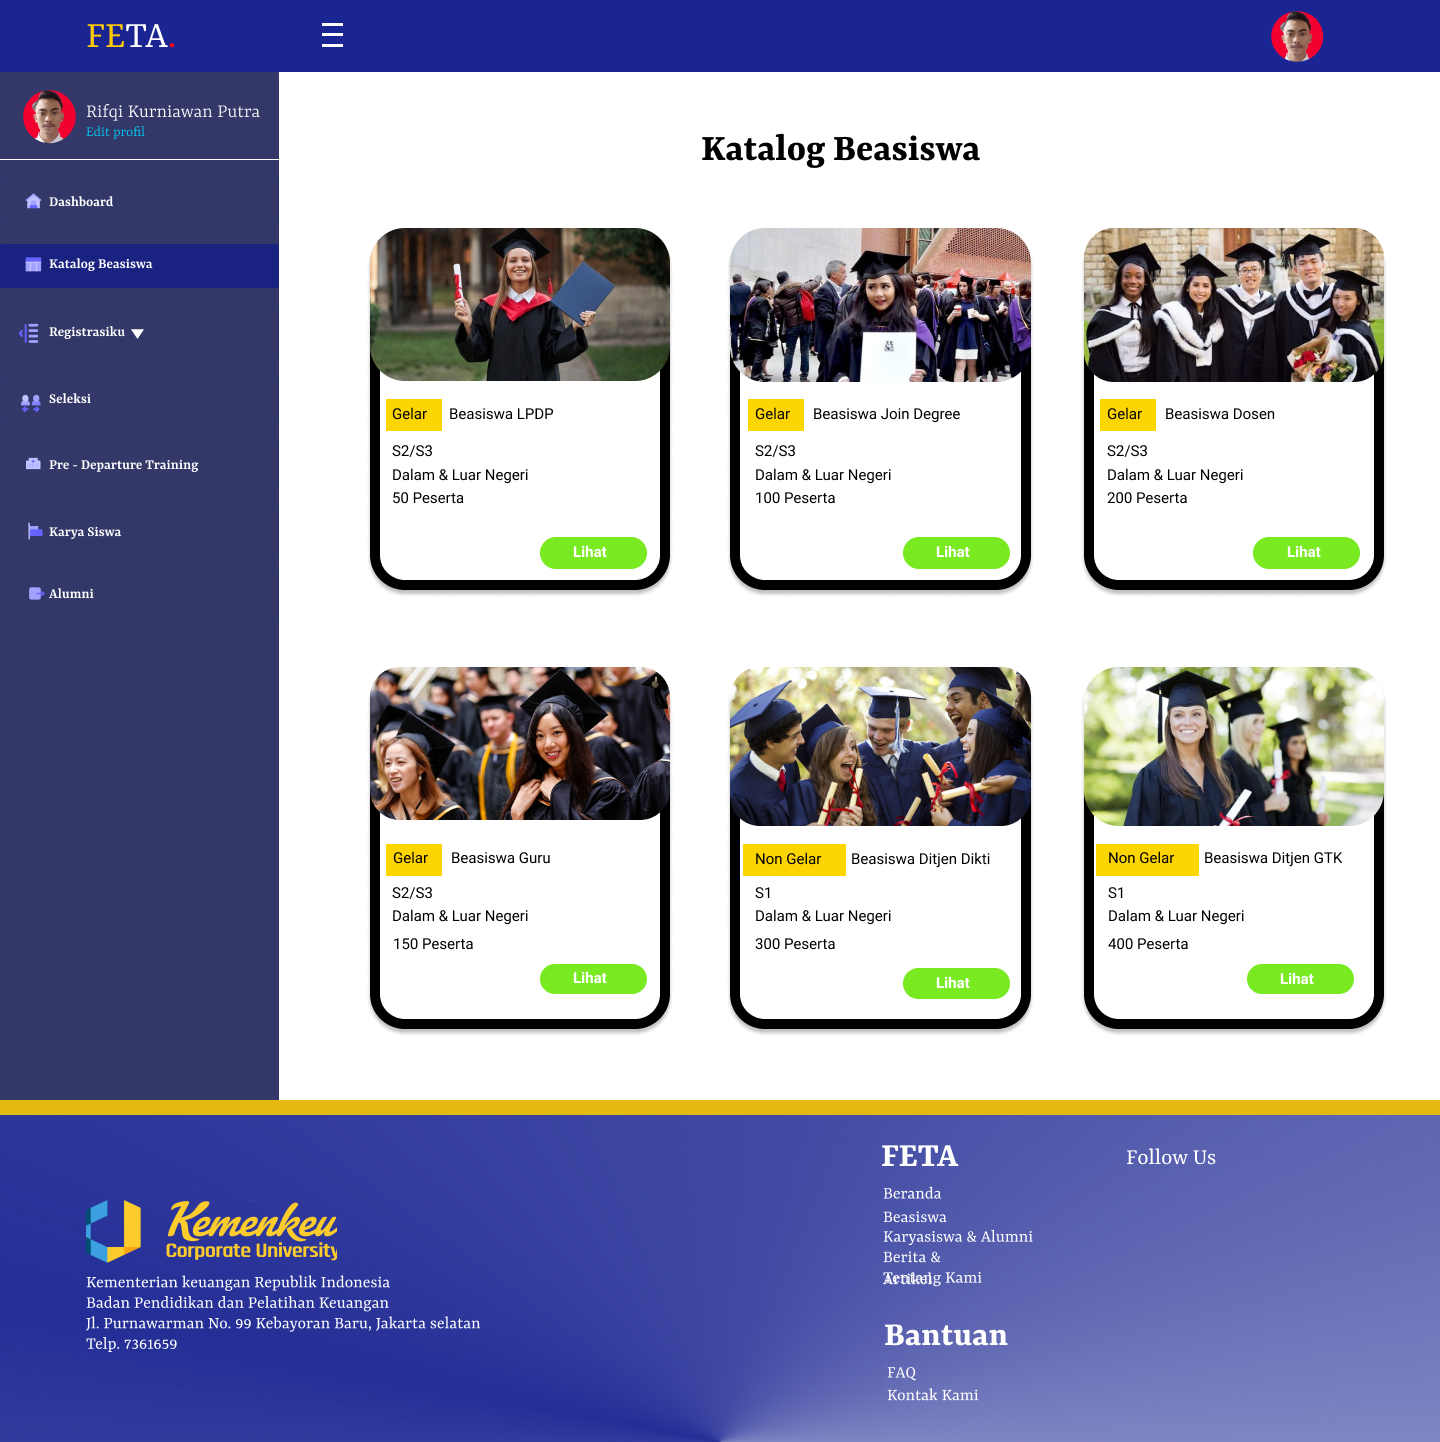 FETA.
Rifqi Kurniawan Putra
Edit profil
Dashboard
Katalog Beasiswa
Registrasiku
Seleksi
Pre - Departure Training
Karya Siswa
Alumni
Katalog Beasiswa
Gelar Beasiswa LPDP
S2/S3
Dalam & Luar Negeri
50 Peserta
Lihat
Gelar Beasiswa Join Degree
S2/S3
Dalam & Luar Negeri
100 Peserta
Lihat
Gelar Beasiswa Dosen
S2/S3
Dalam & Luar Negeri
200 Peserta
Lihat
Gelar Beasiswa Guru
S2/S3
Dalam & Luar Negeri
150 Peserta
Lihat
Non Gelar Beasiswa Ditjen Dikti
S1
Dalam & Luar Negeri
300 Peserta
Lihat
Non Gelar Beasiswa Ditjen GTK
S1
Dalam & Luar Negeri
400 Peserta
Lihat
Kemenkeu
Corporate University
Kementerian keuangan Republik Indonesia
Badan Pendidikan dan Pelatihan Keuangan
Jl. Purnawarman No. 99 Kebayoran Baru, Jakarta selatan
Telp. 7361659
FETA
Beranda
Beasiswa
Karyasiswa & Alumni
Berita &
Artikel
Tentang Kami
Bantuan
FAQ
Kontak Kami
Follow Us